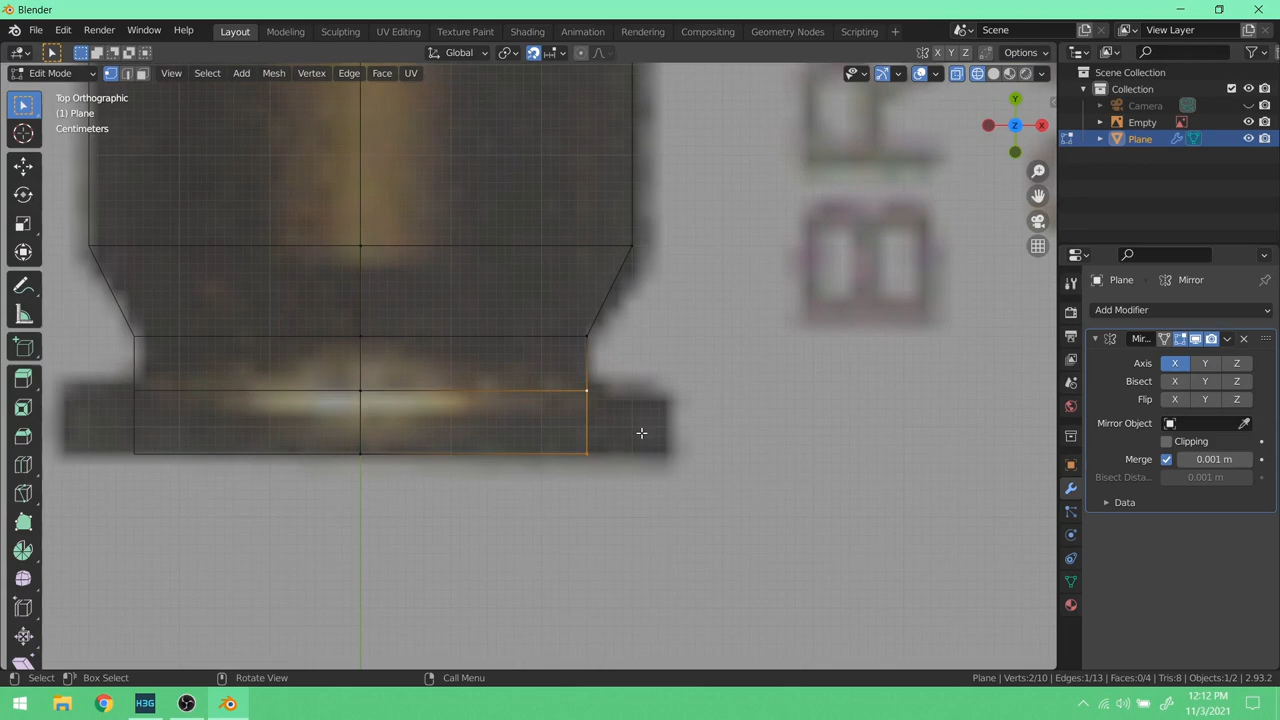 Blender
File Edit Render Window Help Layout Modeling Sculpting UV Editing Texture Paint Shading Animation Rendering Compositing Geometry Nodes Scripting + Scene View Layer
Global X Y Z Options
Edit Mode View Select Add Mesh Vertex Edge Face UV
Top Orthographic
(1) Plane
Centimeters
Y
Z X
Scene Collection
Collection
Camera
Empty
Plane
Plane Mirror
Add Modifier
Mir...
Axis X Y Z
Bisect X Y Z
Flip X Y Z
Mirror Object
Clipping
Merge 0.001 m
Bisect Dista... 0.001 m
Data
Select Box Select Rotate View Call Menu Plane | Verts:2/10 | Edges:1/13 | Faces:0/4 | Tris:8 | Objects:1/2 | 2.93.2
H3G
12:12 PM
11/3/2021